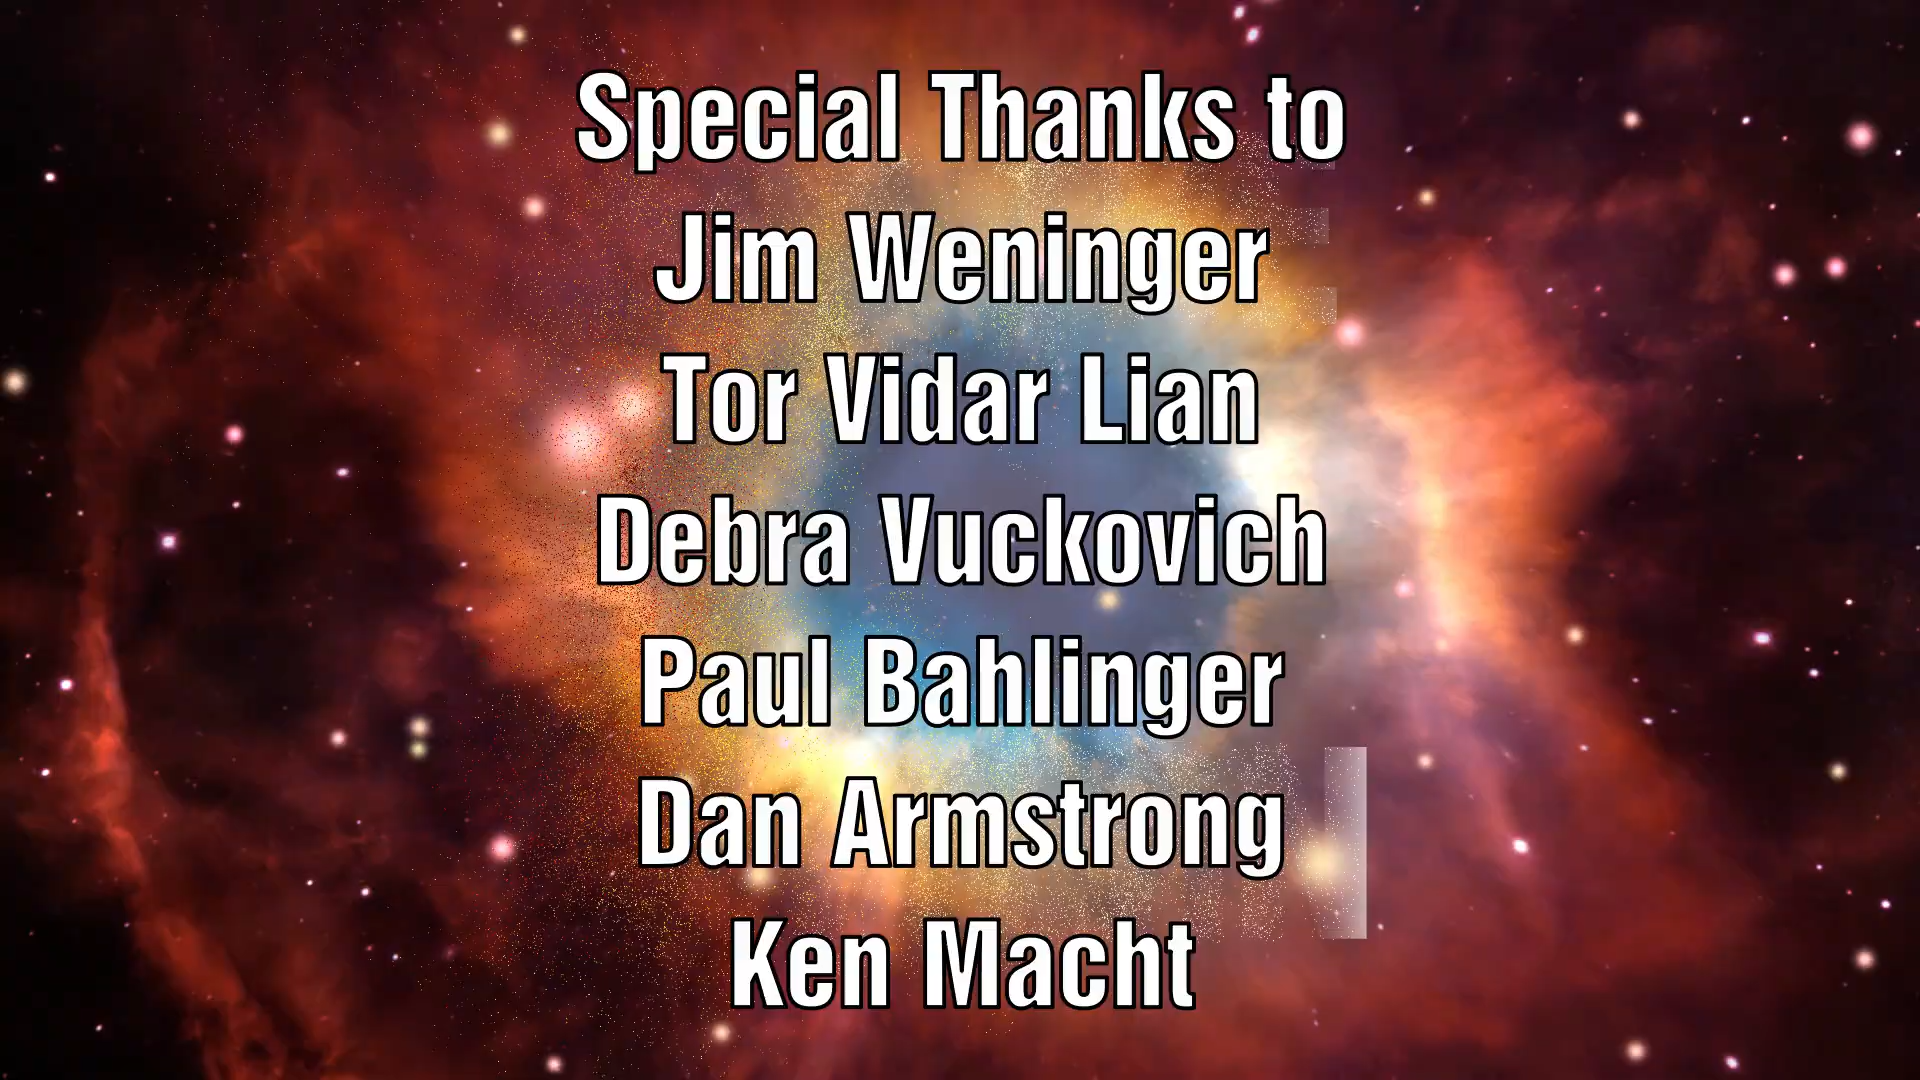 Special Thanks to
Jim Weninger
Tor Vidar Lian
Debra Vuckovich
Paul Bahlinger
Dan Armstrong
Ken Macht